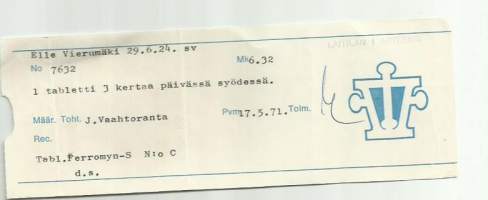 Elle Vierumäki 29.6.24. sv
No 7632 Mk6.32
1 tabletti 3 kertaa päivässä syödessä.
Määr. Toht. J.Vaahtoranta Pvm17.5.71. Toim.
Rec.
Tabl.Ferromyn-S N:o C
d.s.